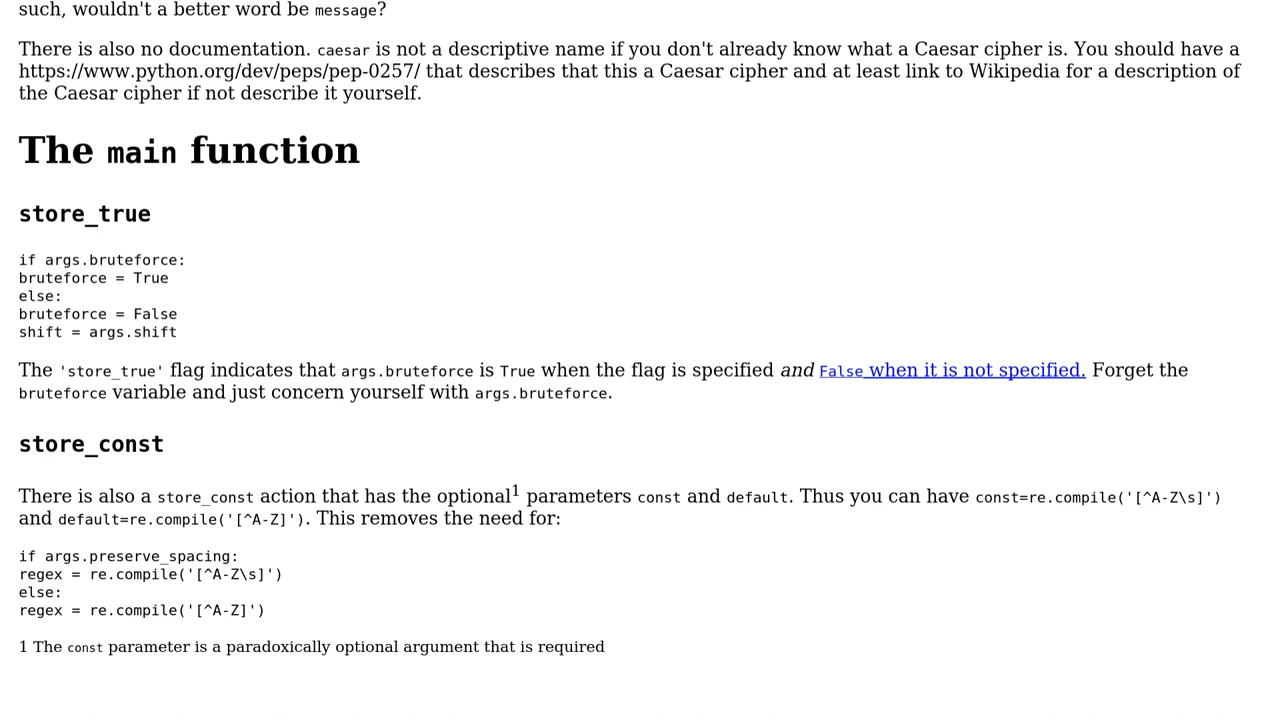 such, wouldn't a better word be message?
There is also no documentation. caesar is not a descriptive name if you don't already know what a Caesar cipher is. You should have a
https://www.python.org/dev/peps/pep-0257/ that describes that this a Caesar cipher and at least link to Wikipedia for a description of
the Caesar cipher if not describe it yourself.
The main function
store_true
if args.bruteforce:
bruteforce = True
else:
bruteforce = False
shift = args.shift
The 'store_true' flag indicates that args.bruteforce is True when the flag is specified and False when it is not specified. Forget the
bruteforce variable and just concern yourself with args.bruteforce.
store_const
There is also a store_const action that has the optional1 parameters const and default. Thus you can have const=re.compile('[^A-Z\s]')
and default=re.compile('[^A-Z]'). This removes the need for:
if args.preserve_spacing:
regex = re.compile('[^A-Z\s]')
else:
regex = re.compile('[^A-Z]')
1 The const parameter is a paradoxically optional argument that is required